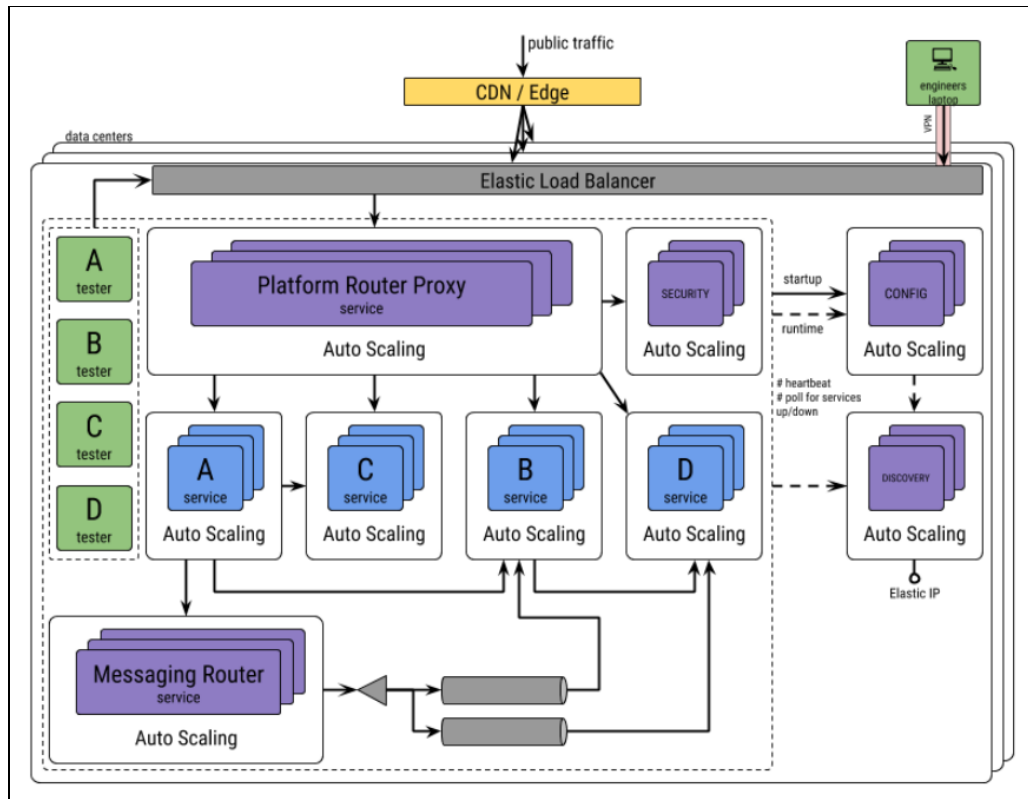 public traffic
CDN / Edge
engineers
laptop
VPN
data centers
Elastic Load Balancer
A
tester
B
tester
C
tester
D
tester
Platform Router Proxy
service
Auto Scaling
SECURITY
Auto Scaling
startup
runtime
CONFIG
Auto Scaling
# heartbeat
# poll for services
up/down
A
service
Auto Scaling
C
service
Auto Scaling
B
service
Auto Scaling
D
service
Auto Scaling
DISCOVERY
Auto Scaling
Elastic IP
Messaging Router
service
Auto Scaling